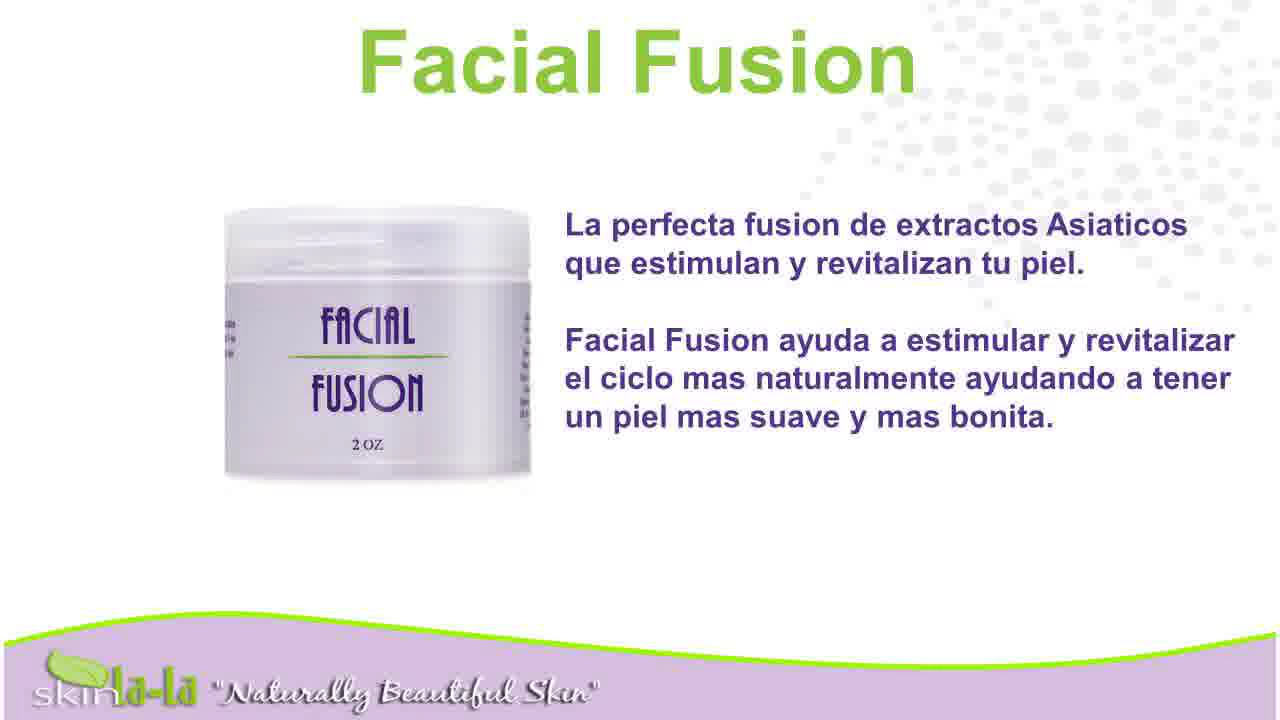 Facial Fusion
La perfecta fusion de extractos Asiaticos
que estimulan y revitalizan tu piel.
Facial Fusion ayuda a estimular y revitalizar
el ciclo mas naturalmente ayudando a tener
un piel mas suave y mas bonita.
FACIAL
FUSION
2 OZ
skin la-la "Naturally Beautiful Skin"